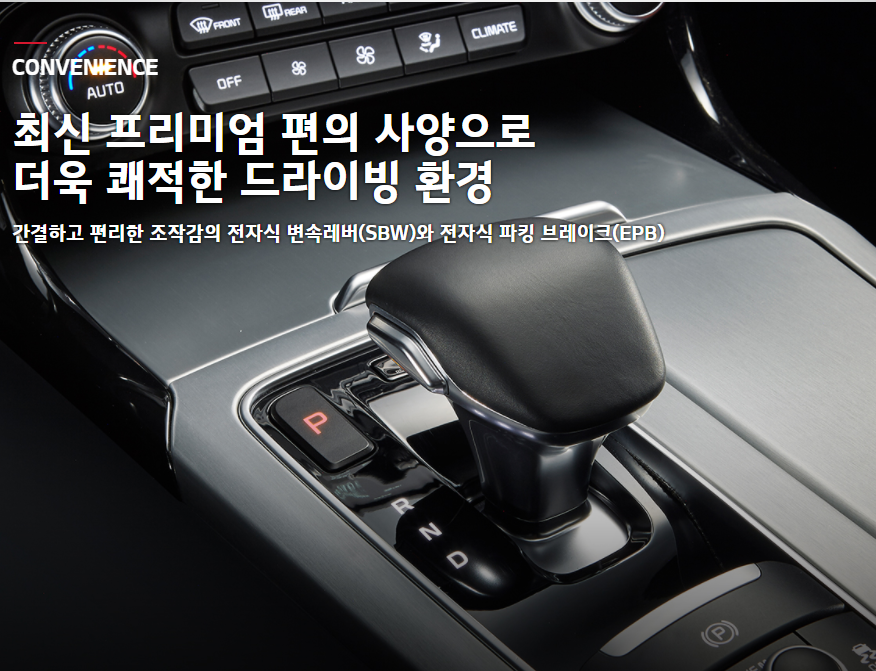 FRONT
REAR
CLIMATE
OFF
AUTO
CONVENIENCE
최신 프리미엄 편의 사양으로
더욱 쾌적한 드라이빙 환경
간결하고 편리한 조작감의 전자식 변속레버(SBW)와 전자식 파킹 브레이크(EPB)
P
R
N
D
P